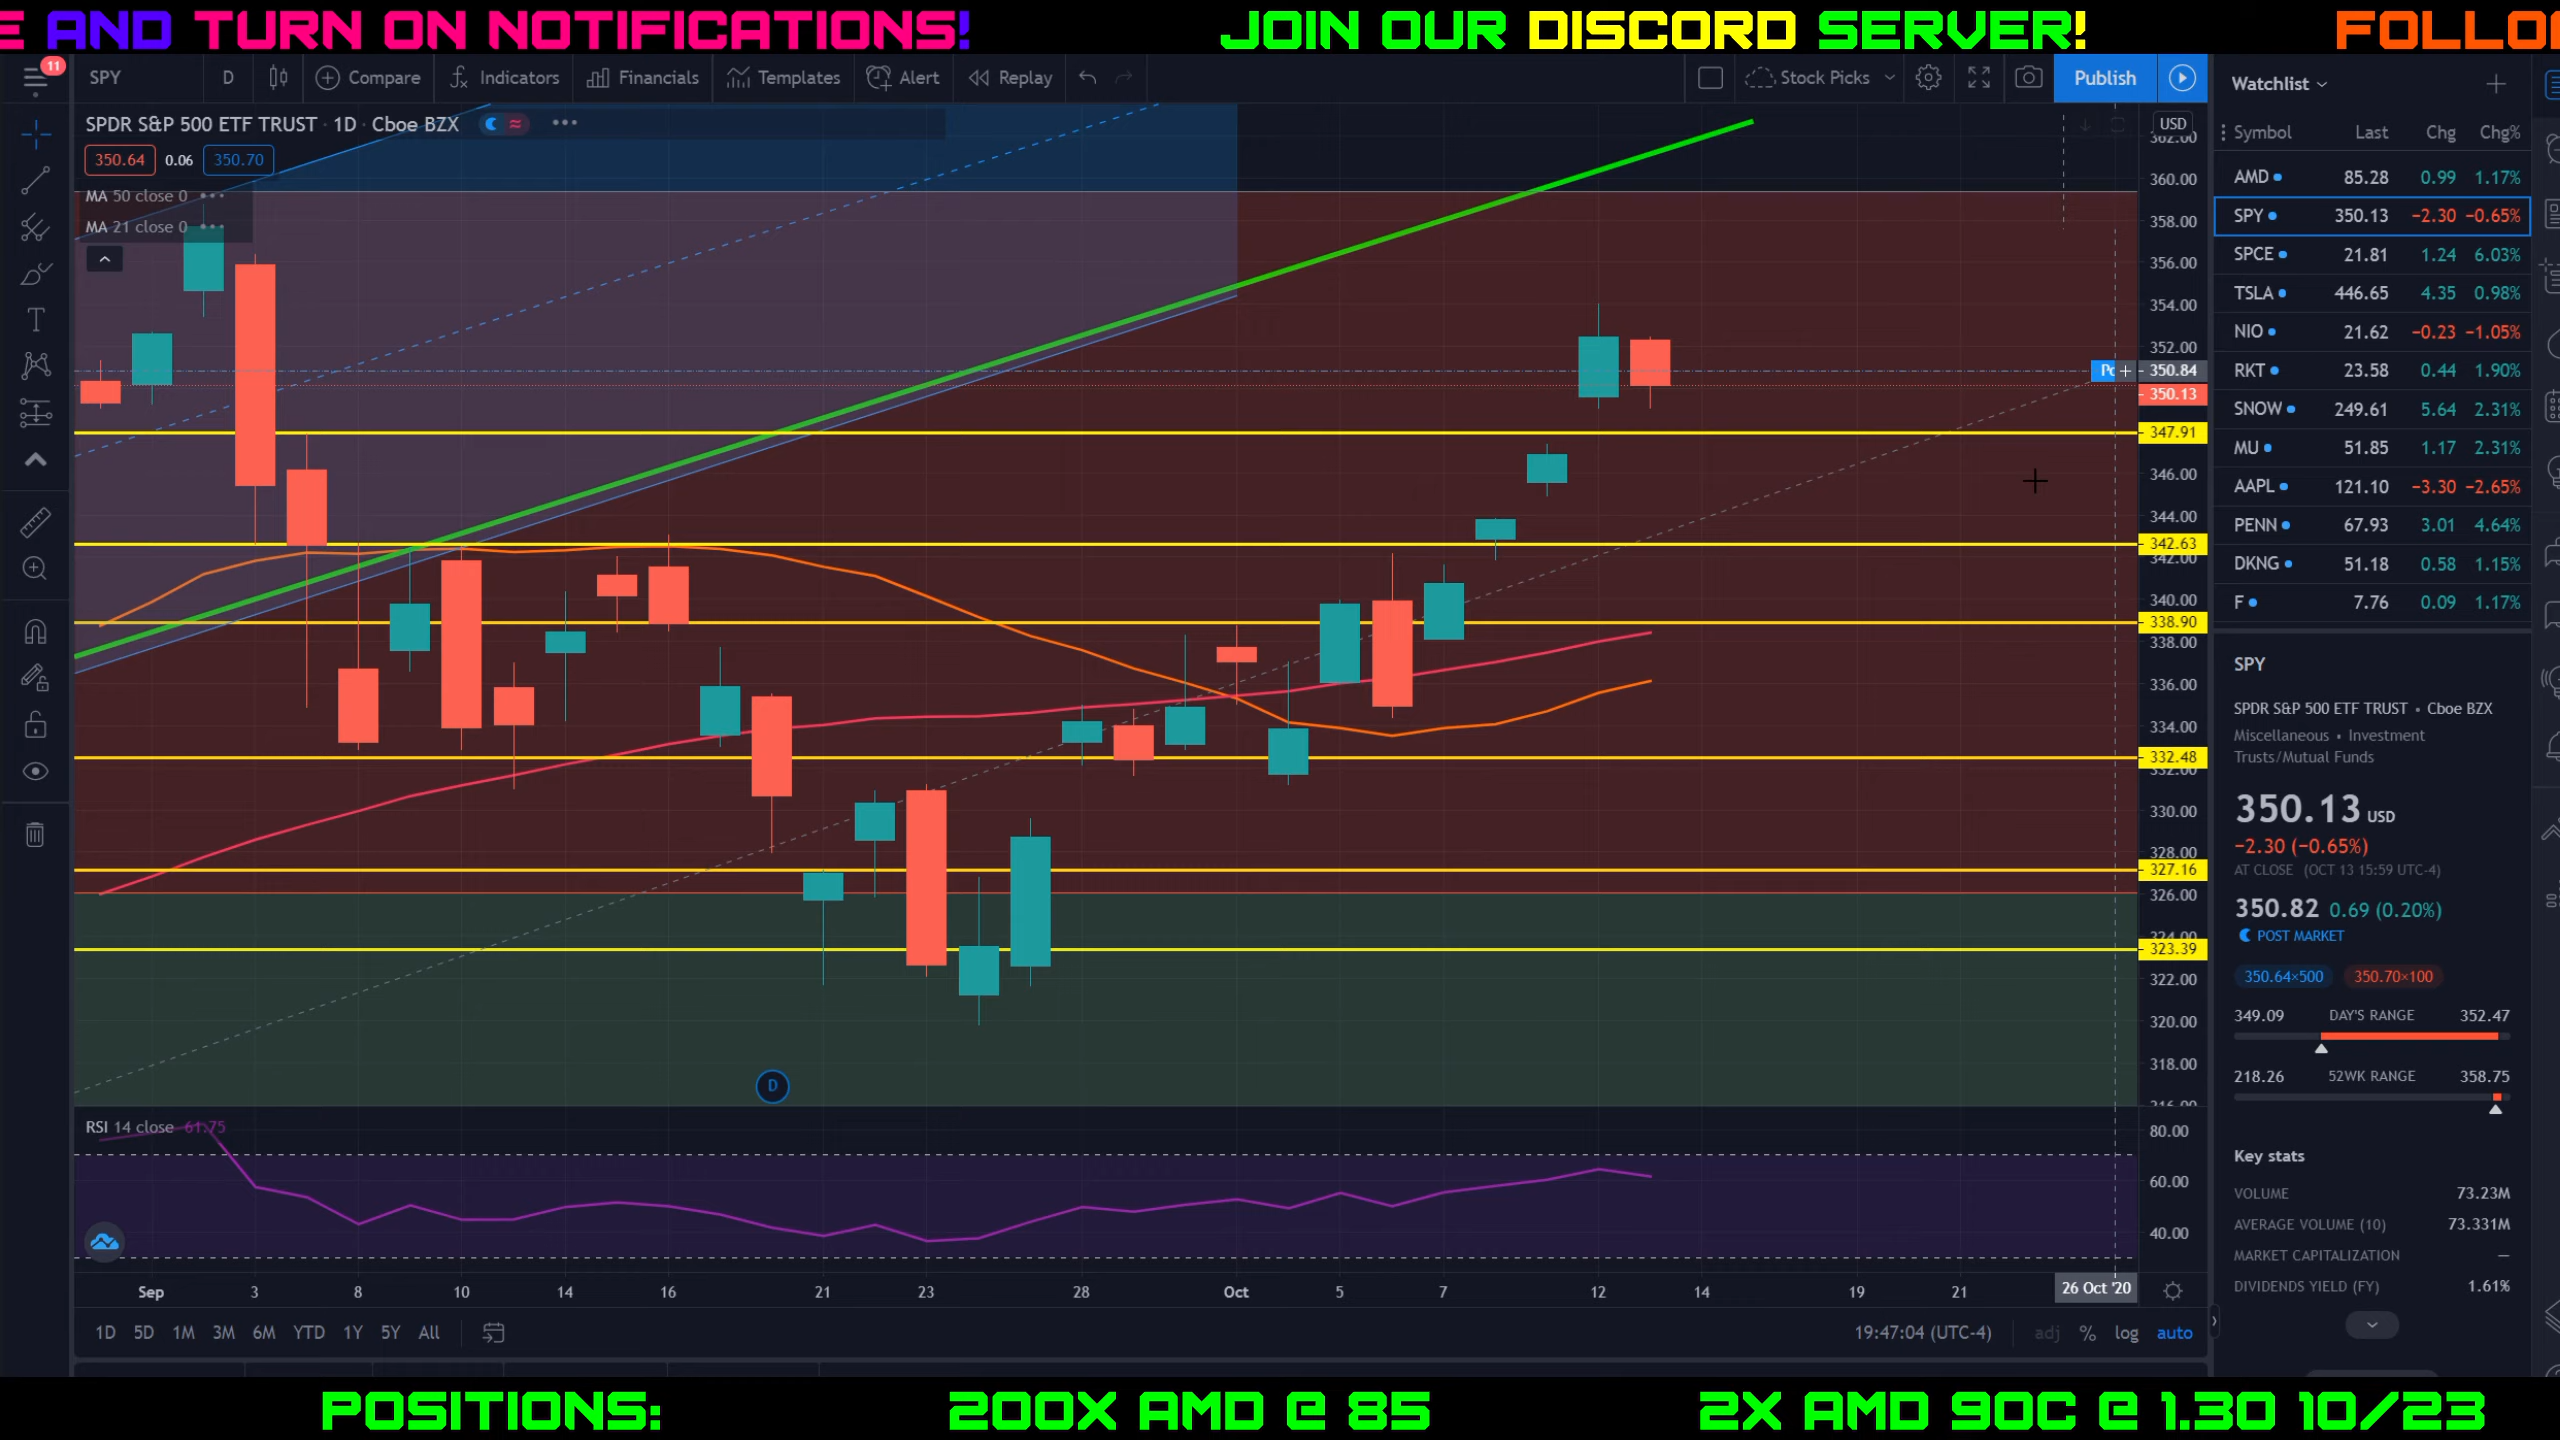 E AND TURN ON NOTIFICATIONS! JOIN OUR DISCORD SERVER! FOLLO
11
SPY D Compare Indicators Financials Templates Alert Replay Stock Picks Publish
SPDR S&P 500 ETF TRUST · 1D · Cboe BZX
350.64 0.06 350.70
MA 50 close 0
MA 21 close 0
USD
362.00
360.00
358.00
356.00
354.00
352.00
Po
350.84
350.13
347.91
346.00
344.00
342.63
342.00
340.00
338.90
338.00
336.00
334.00
332.48
332.00
330.00
328.00
327.16
326.00
324.00
323.39
322.00
320.00
318.00
316.00
D
RSI 14 close 61.75
80.00
60.00
40.00
Sep 3 8 10 14 16 21 23 28 Oct 5 7 12 14 19 21 26 Oct '20
1D 5D 1M 3M 6M YTD 1Y 5Y All 19:47:04 (UTC-4) adj % log auto
Watchlist
Symbol Last Chg Chg%
AMD 85.28 0.99 1.17%
SPY 350.13 −2.30 −0.65%
SPCE 21.81 1.24 6.03%
TSLA 446.65 4.35 0.98%
NIO 21.62 −0.23 −1.05%
RKT 23.58 0.44 1.90%
SNOW 249.61 5.64 2.31%
MU 51.85 1.17 2.31%
AAPL 121.10 −3.30 −2.65%
PENN 67.93 3.01 4.64%
DKNG 51.18 0.58 1.15%
F 7.76 0.09 1.17%
SPY
SPDR S&P 500 ETF TRUST • Cboe BZX
Miscellaneous • Investment
Trusts/Mutual Funds
350.13 USD
−2.30 (−0.65%)
AT CLOSE (OCT 13 15:59 UTC-4)
350.82 0.69 (0.20%)
POST MARKET
350.64×500 350.70×100
349.09 DAY'S RANGE 352.47
218.26 52WK RANGE 358.75
Key stats
VOLUME 73.23M
AVERAGE VOLUME (10) 73.331M
MARKET CAPITALIZATION —
DIVIDENDS YIELD (FY) 1.61%
POSITIONS: 200X AMD @ 85 2X AMD 90C @ 1.30 10/23